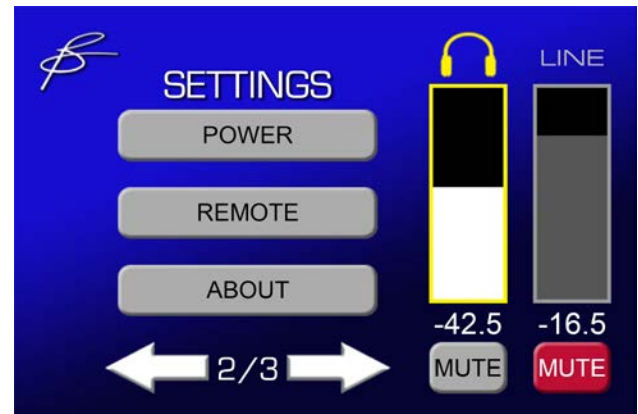 SETTINGS
POWER
REMOTE
ABOUT
2/3
LINE
-42.5 -16.5
MUTE MUTE